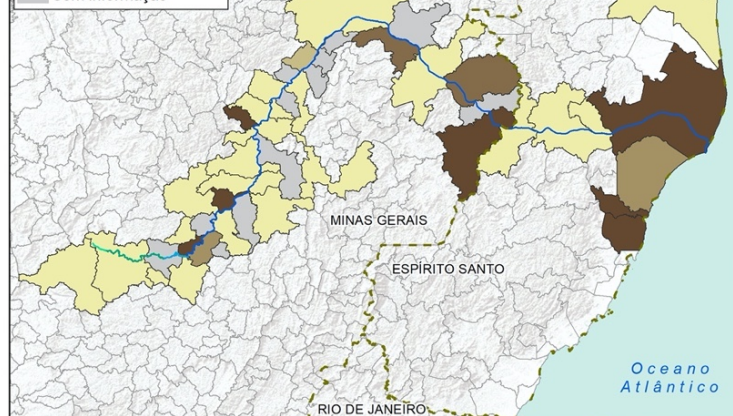 MINAS GERAIS
ESPÍRITO SANTO
Oceano
Atlântico
RIO DE JANEIRO